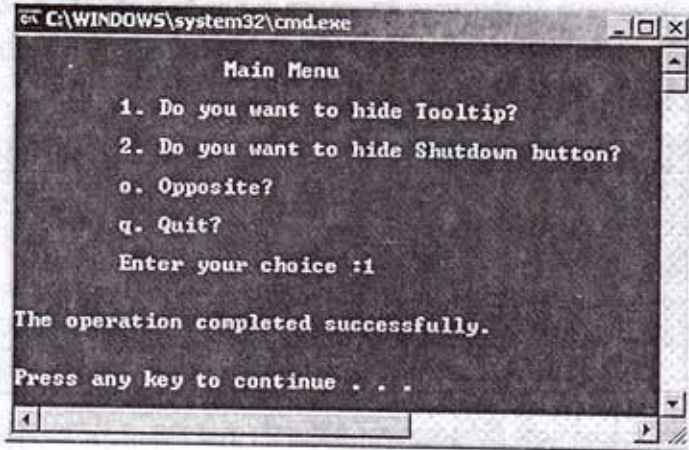 C:\WINDOWS\system32\cmd.exe
Main Menu
1. Do you want to hide Tooltip?
2. Do you want to hide Shutdown button?
o. Opposite?
q. Quit?
Enter your choice :1
The operation completed successfully.
Press any key to continue . . .